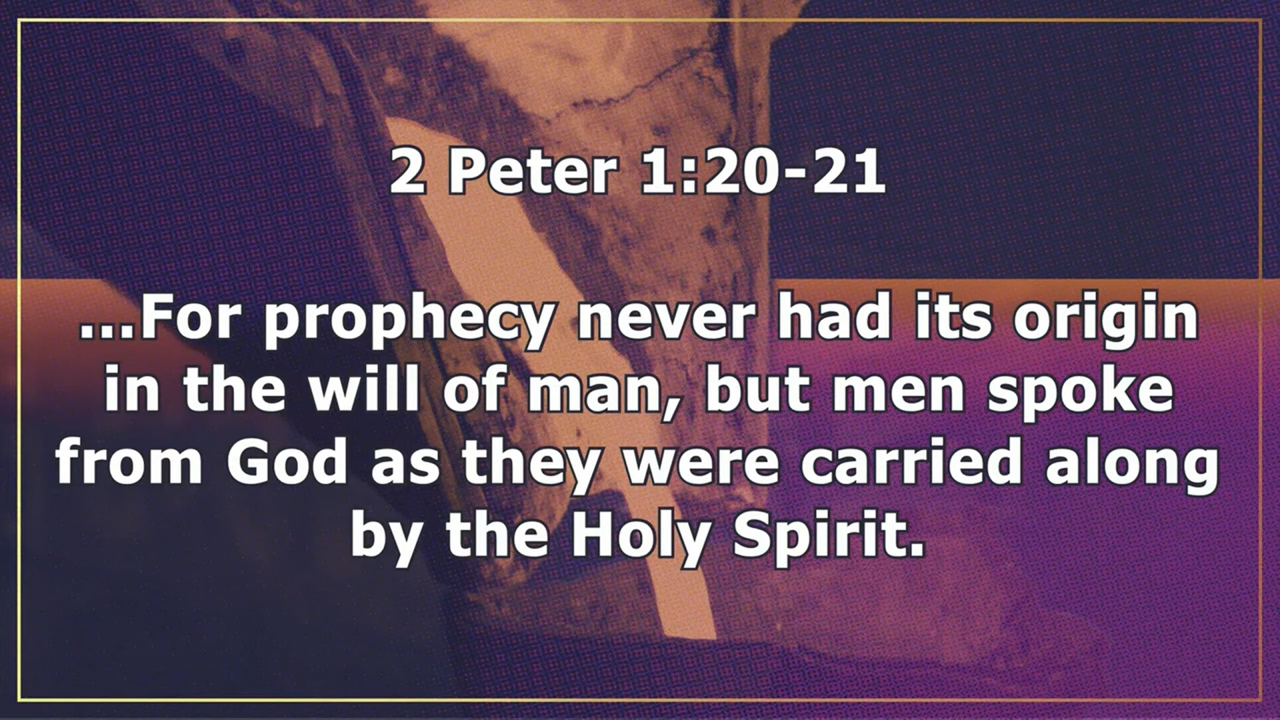 2 Peter 1:20-21
...For prophecy never had its origin
in the will of man, but men spoke
from God as they were carried along
by the Holy Spirit.